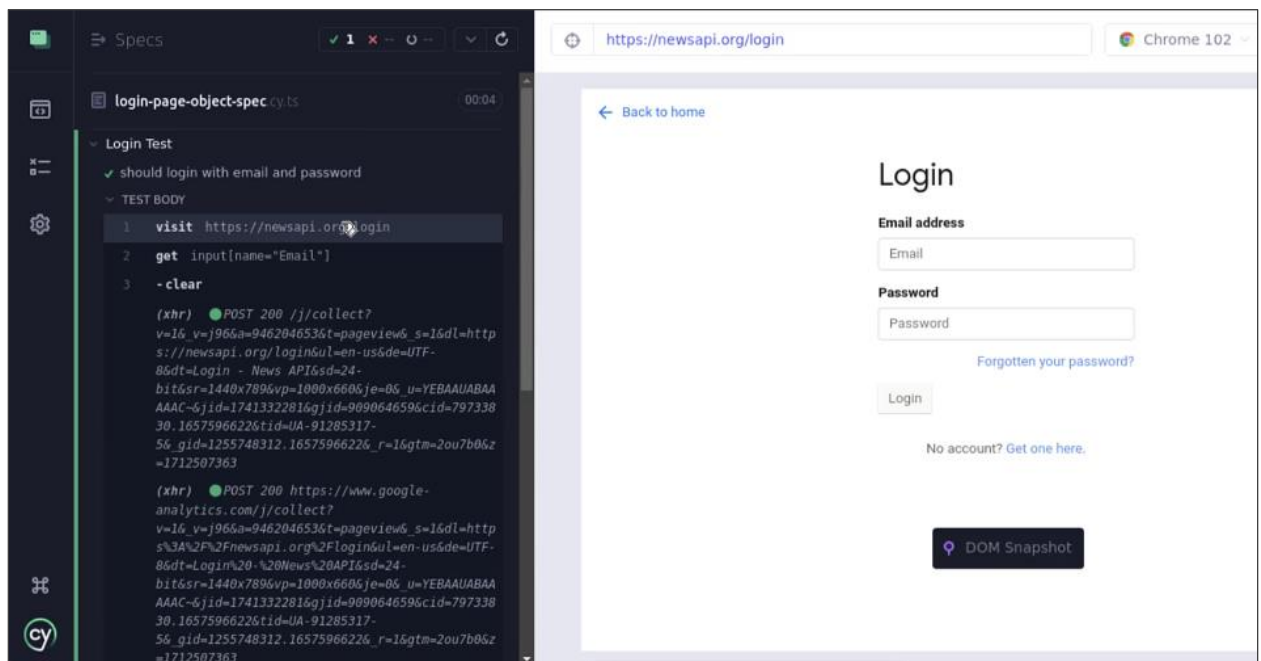 Specs
1 -- --
login-page-object-spec.cy.ts 00:04
Login Test
should login with email and password
TEST BODY
1 visit https://newsapi.org/login
2 get input[name="Email"]
3 -clear
(xhr) POST 200 /j/collect?
v=1&_v=j96&a=946204653&t=pageview&_s=1&dl=http
s://newsapi.org/login&ul=en-us&de=UTF-
8&dt=Login - News API&sd=24-
bit&sr=1440x789&vp=1000x660&je=0&_u=YEBAAUABAA
AAAC~&jid=1741332281&gjid=909064659&cid=797338
30.1657596622&tid=UA-91285317-
5&_gid=1255748312.1657596622&_r=1&gtm=2ou7b0&z
=1712507363
(xhr) POST 200 https://www.google-
analytics.com/j/collect?
v=1&_v=j96&a=946204653&t=pageview&_s=1&dl=http
s%3A%2F%2Fnewsapi.org%2Flogin&ul=en-us&de=UTF-
8&dt=Login%20-%20News%20API&sd=24-
bit&sr=1440x789&vp=1000x660&je=0&_u=YEBAAUABAA
AAAC~&jid=1741332281&gjid=909064659&cid=797338
30.1657596622&tid=UA-91285317-
5&_gid=1255748312.1657596622&_r=1&gtm=2ou7b0&z
=1712507363
cy
https://newsapi.org/login
Chrome 102
← Back to home
Login
Email address
Email
Password
Password
Forgotten your password?
Login
No account? Get one here.
DOM Snapshot